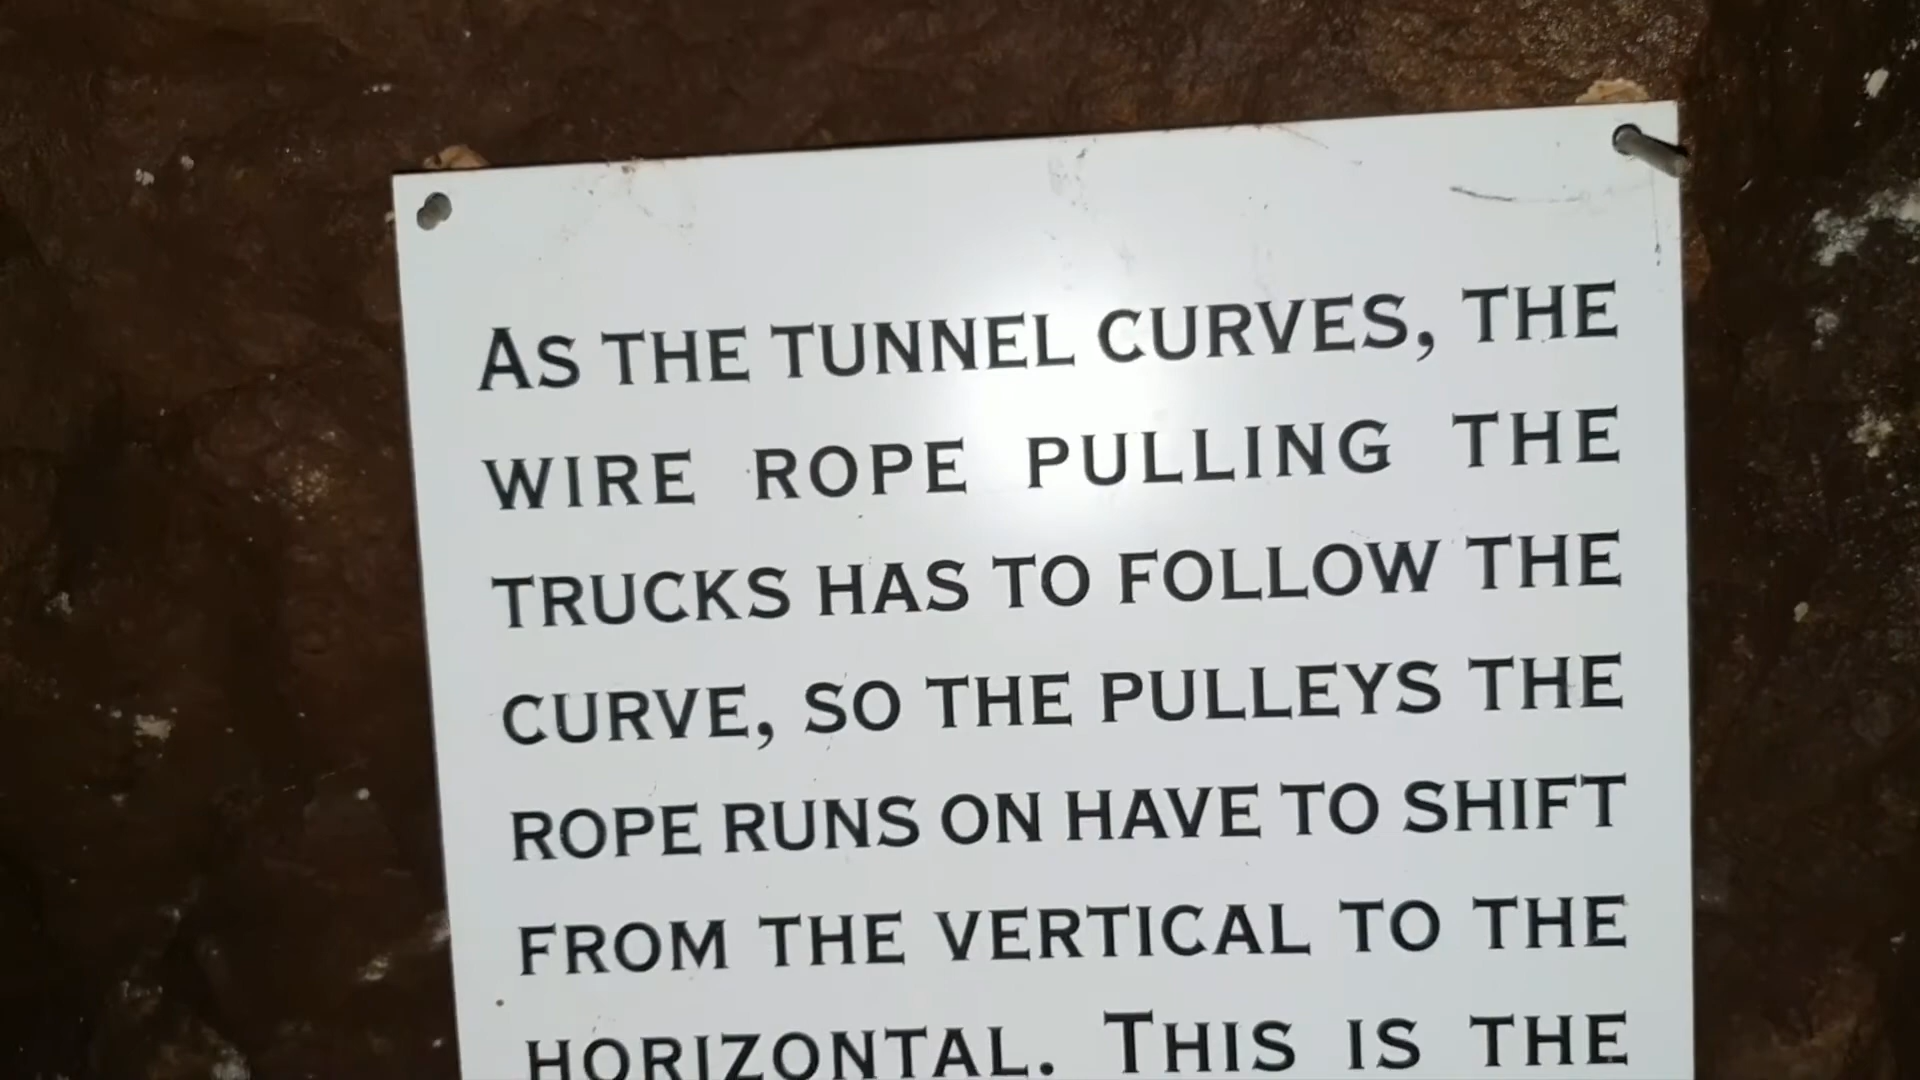 AS THE TUNNEL CURVES, THE
WIRE ROPE PULLING THE
TRUCKS HAS TO FOLLOW THE
CURVE, SO THE PULLEYS THE
ROPE RUNS ON HAVE TO SHIFT
FROM THE VERTICAL TO THE
HORIZONTAL. THIS IS THE